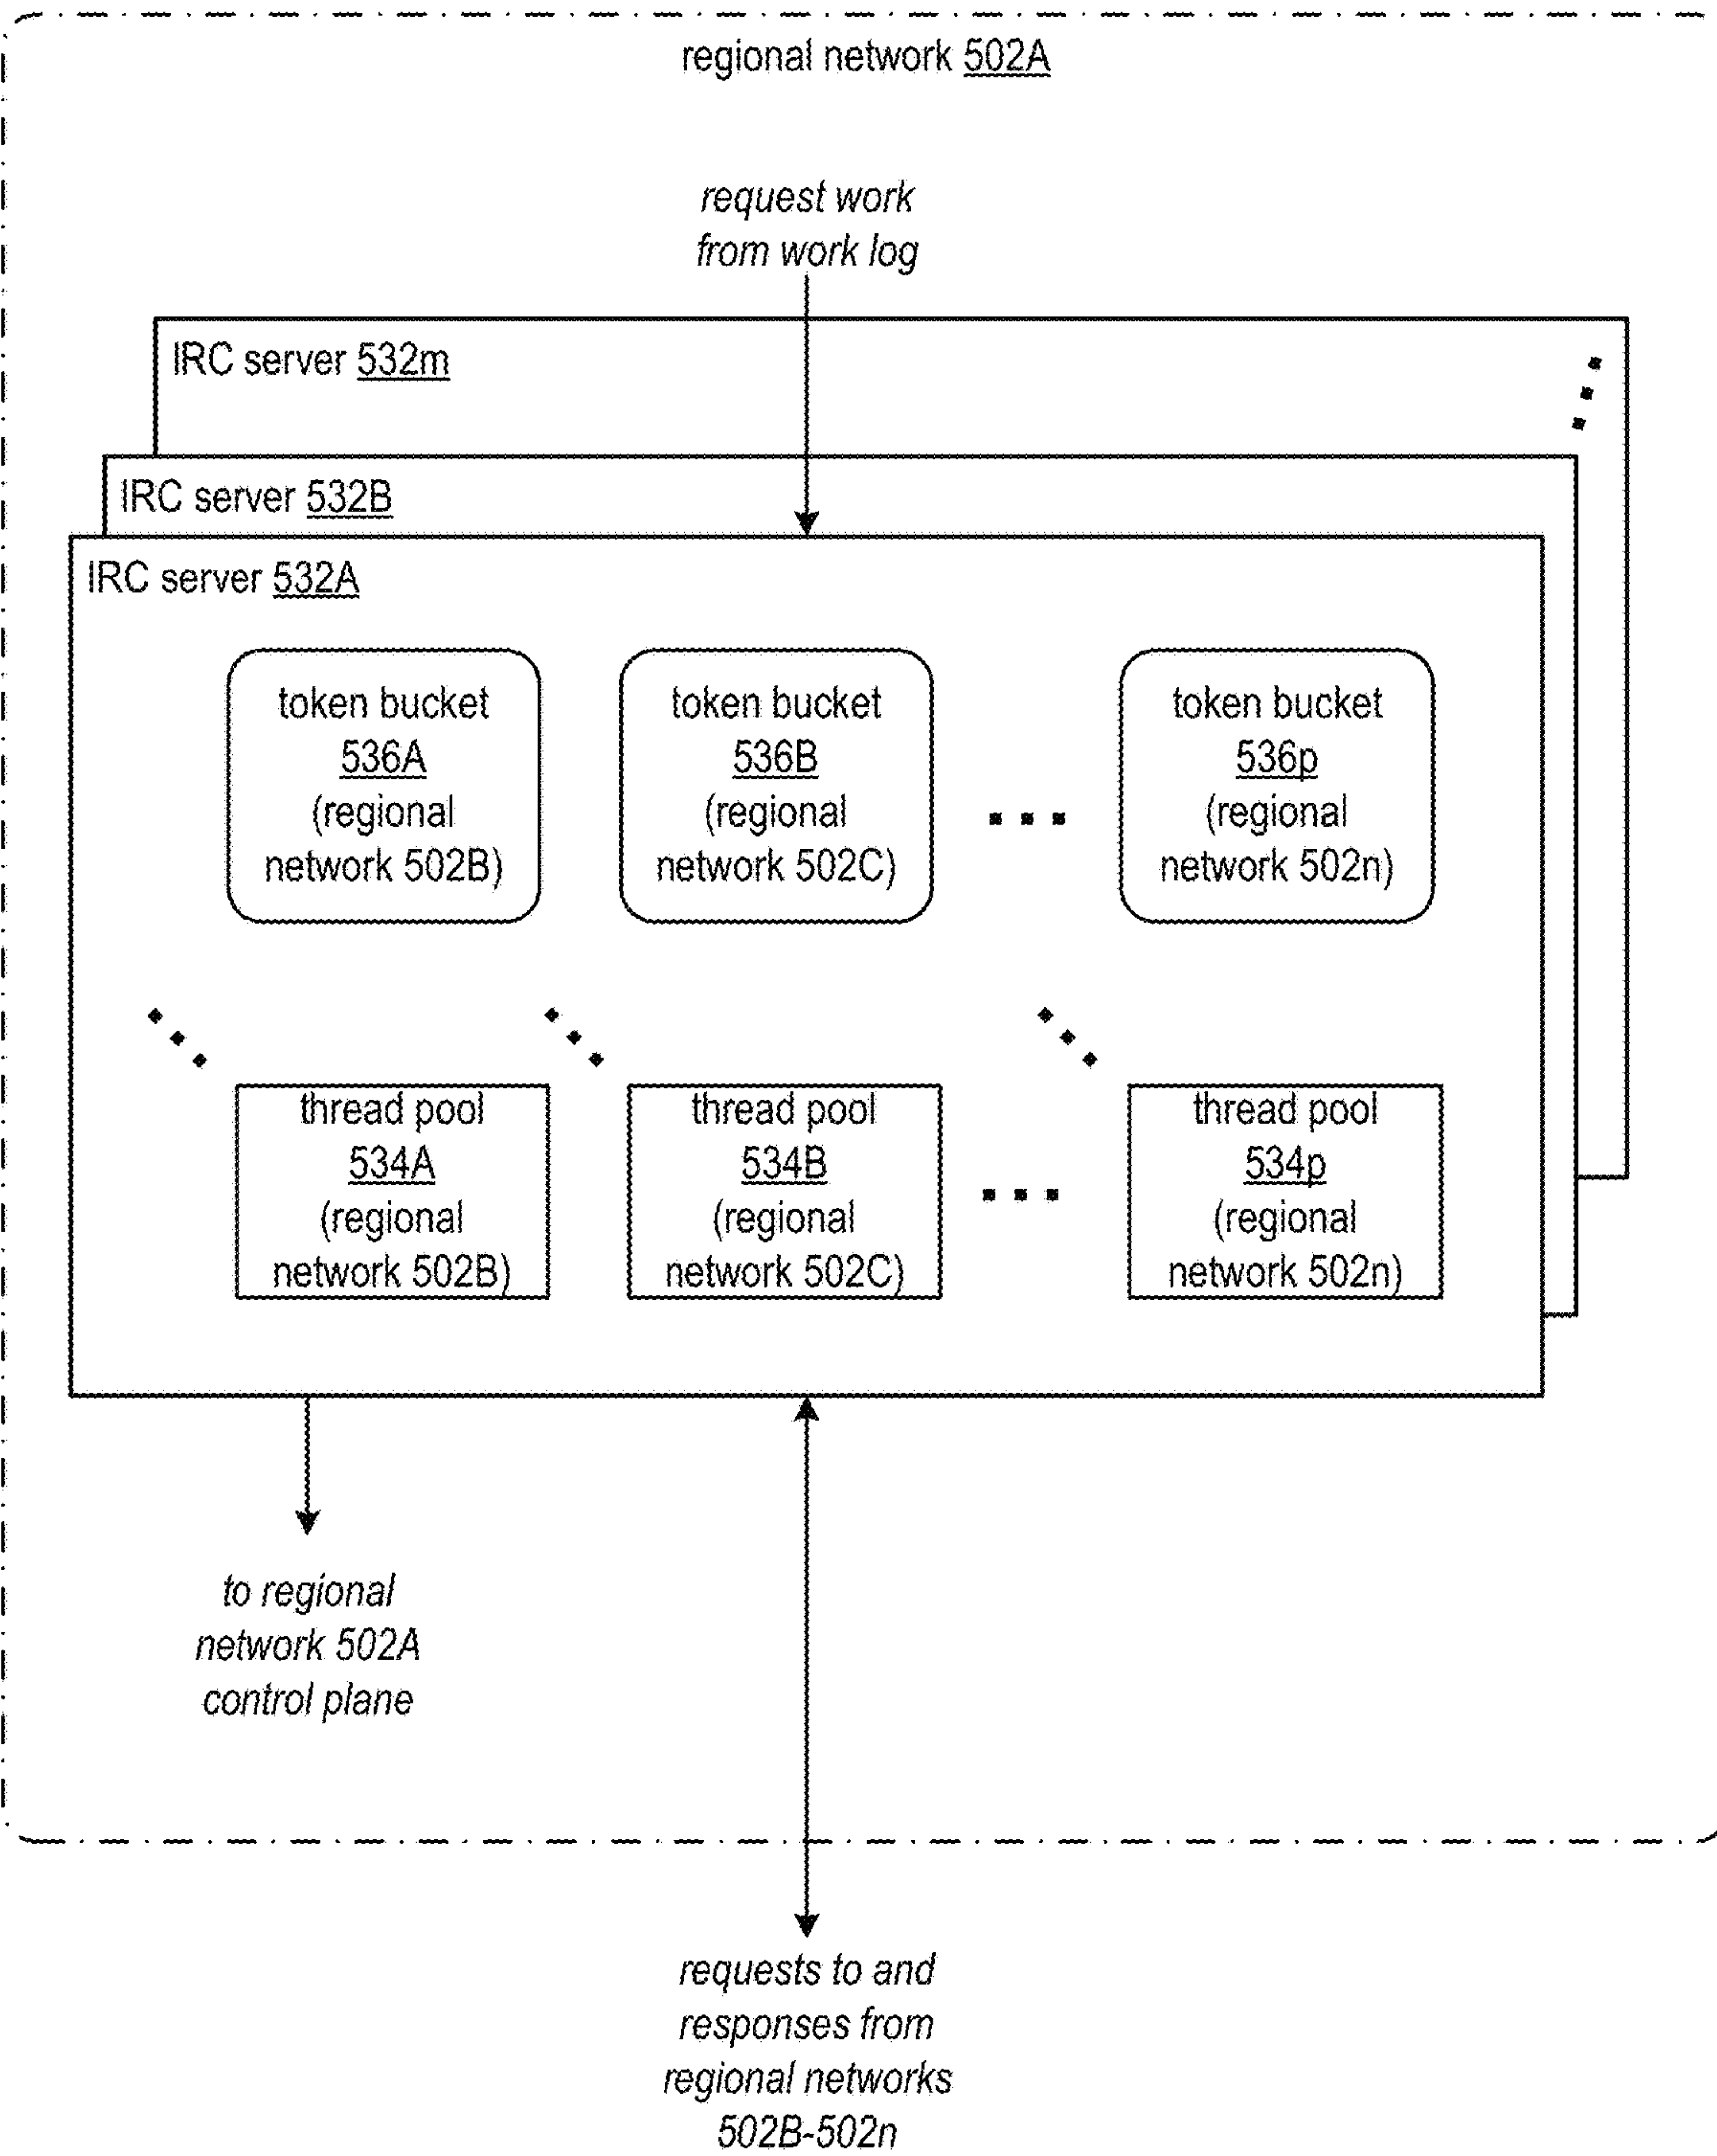 regional network 502A
request work
from work log
IRC server 532m
IRC server 532B
IRC server 532A
token bucket
536A
(regional
network 502B)
token bucket
536B
(regional
network 502C)
token bucket
536p
(regional
network 502n)
thread pool
534A
(regional
network 502B)
thread pool
534B
(regional
network 502C)
thread pool
534p
(regional
network 502n)
to regional
network 502A
control plane
requests to and
responses from
regional networks
502B-502n